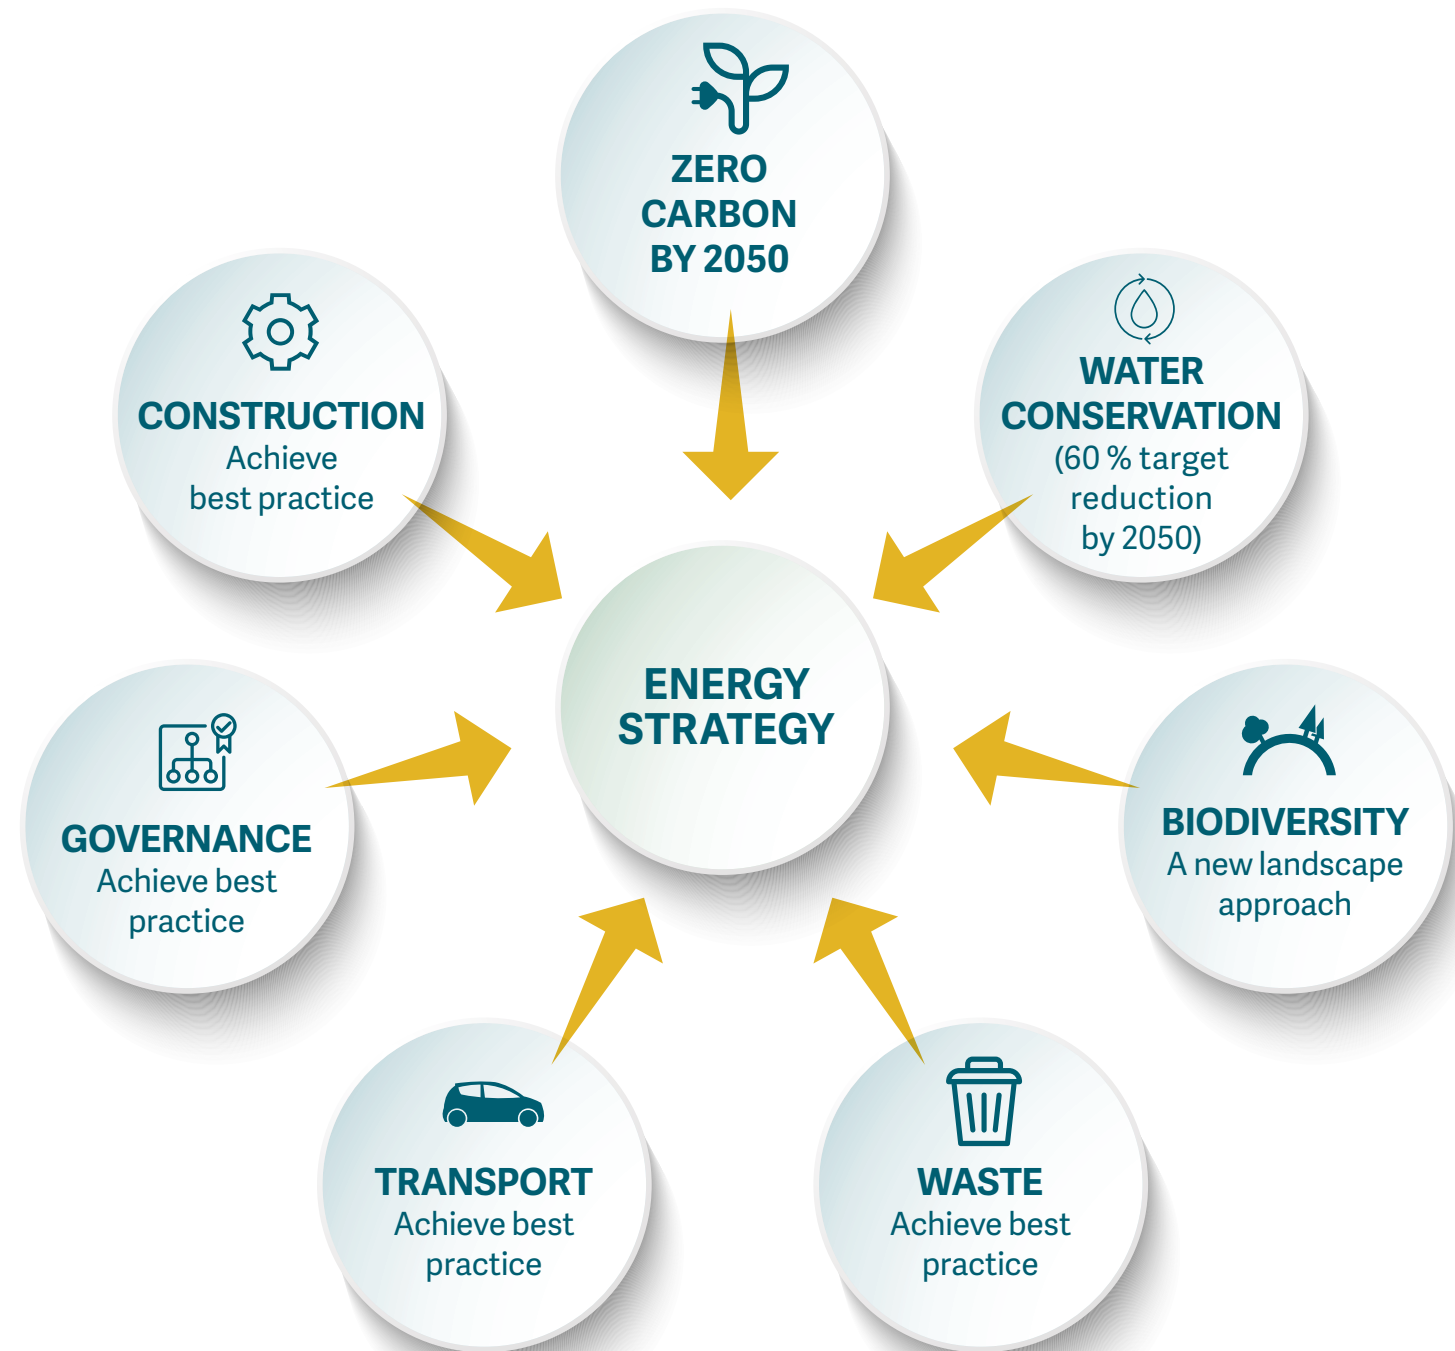 ZERO
CARBON
BY 2050
WATER
CONSERVATION
(60 % target
reduction
by 2050)
BIODIVERSITY
A new landscape
approach
WASTE
Achieve best
practice
TRANSPORT
Achieve best
practice
GOVERNANCE
Achieve best
practice
CONSTRUCTION
Achieve
best practice
ENERGY
STRATEGY